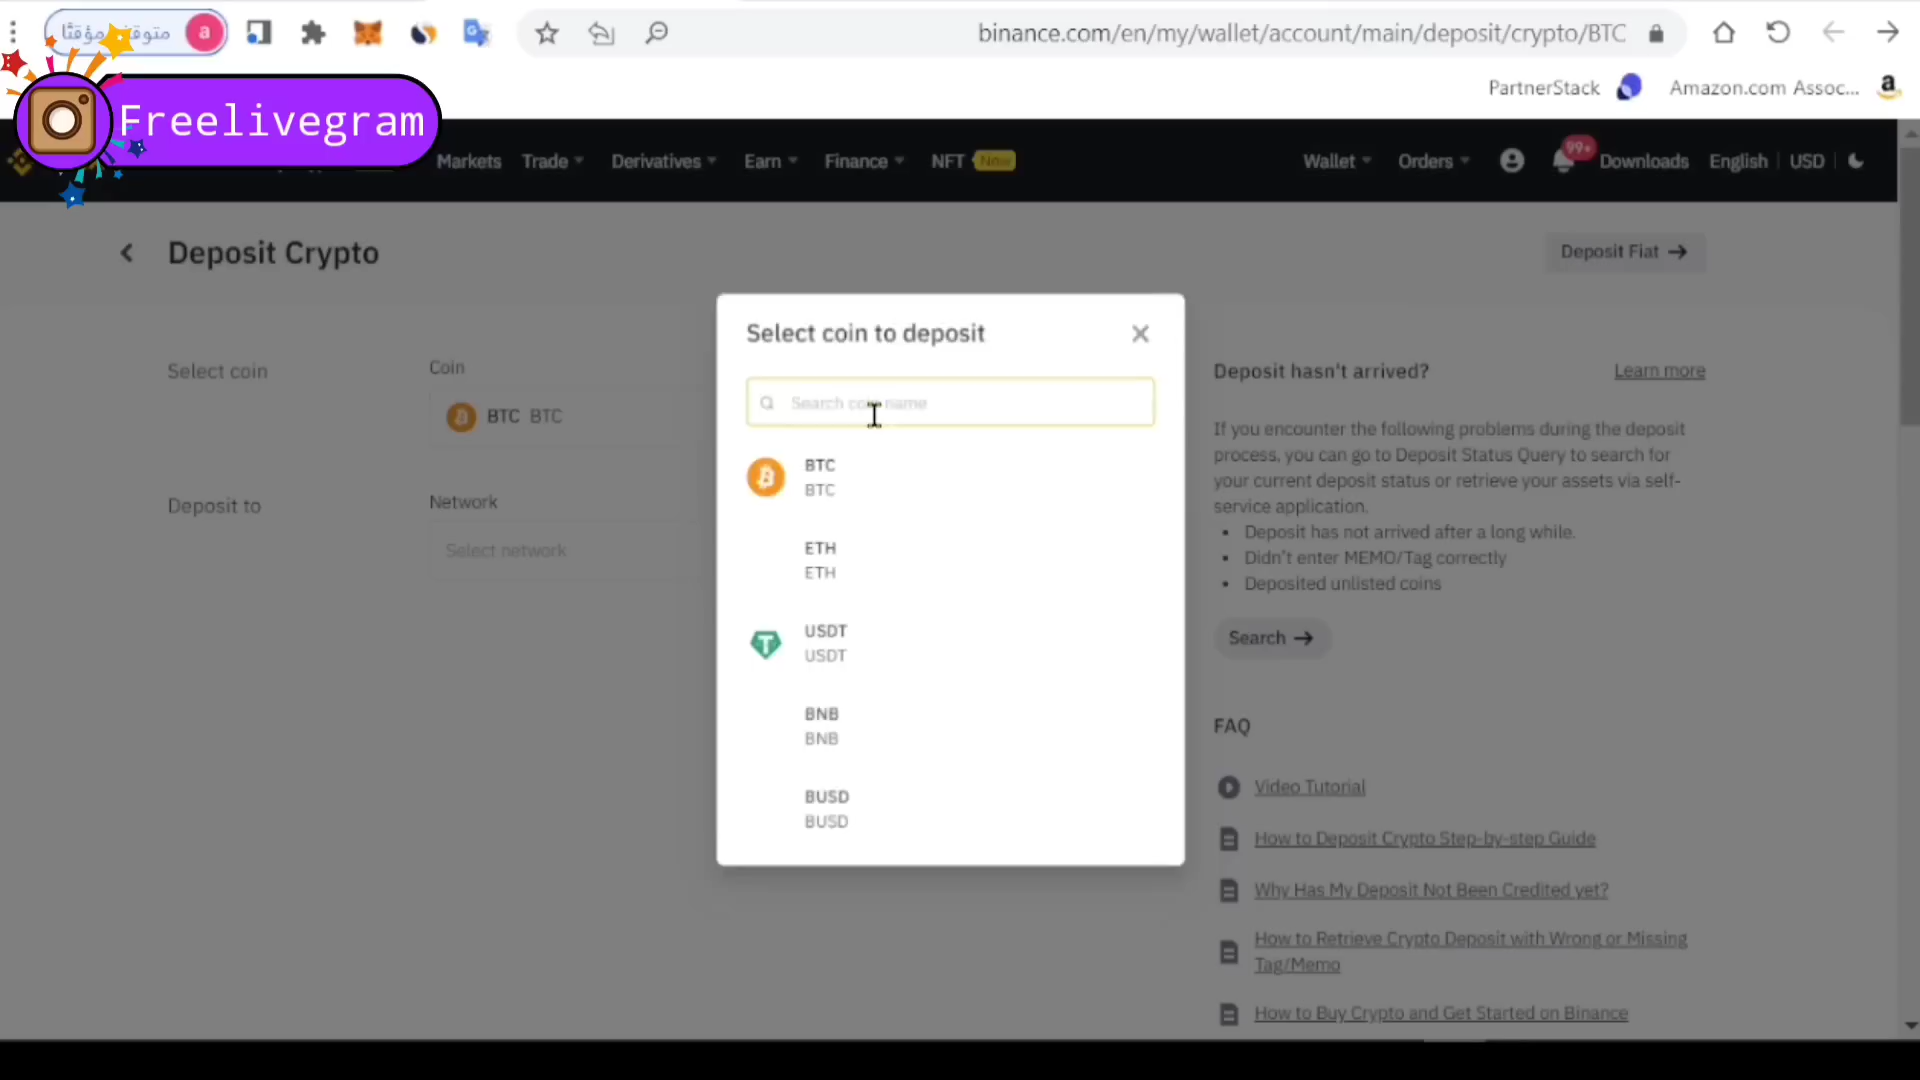 متوقف مؤقتًا
a
binance.com/en/my/wallet/account/main/deposit/crypto/BTC
PartnerStack
Amazon.com Assoc...
Freelivegram
Markets
Trade
Derivatives
Earn
Finance
NFT
New
Wallet
Orders
99+
Downloads
English
USD
Deposit Crypto
Deposit Fiat
Select coin
Coin
BTC BTC
Deposit to
Network
Select network
Select coin to deposit
Search coin name
BTC
BTC
ETH
ETH
USDT
USDT
BNB
BNB
BUSD
BUSD
Deposit hasn't arrived?
Learn more
If you encounter the following problems during the deposit
process, you can go to Deposit Status Query to search for
your current deposit status or retrieve your assets via self-
service application.
• Deposit has not arrived after a long while.
• Didn't enter MEMO/Tag correctly
• Deposited unlisted coins
Search
FAQ
Video Tutorial
How to Deposit Crypto Step-by-step Guide
Why Has My Deposit Not Been Credited yet?
How to Retrieve Crypto Deposit with Wrong or Missing
Tag/Memo
How to Buy Crypto and Get Started on Binance